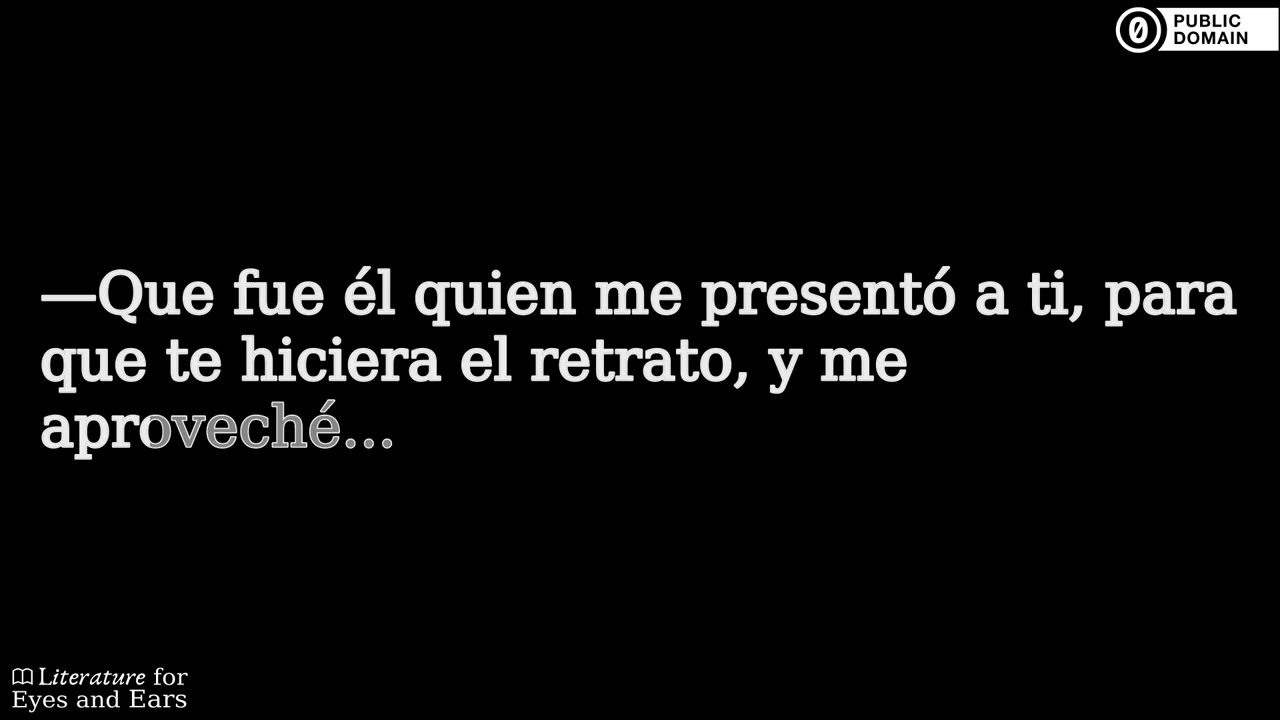 PUBLIC
DOMAIN
—Que fue él quien me presentó a ti, para
que te hiciera el retrato, y me
aproveché...
Literature for
Eyes and Ears